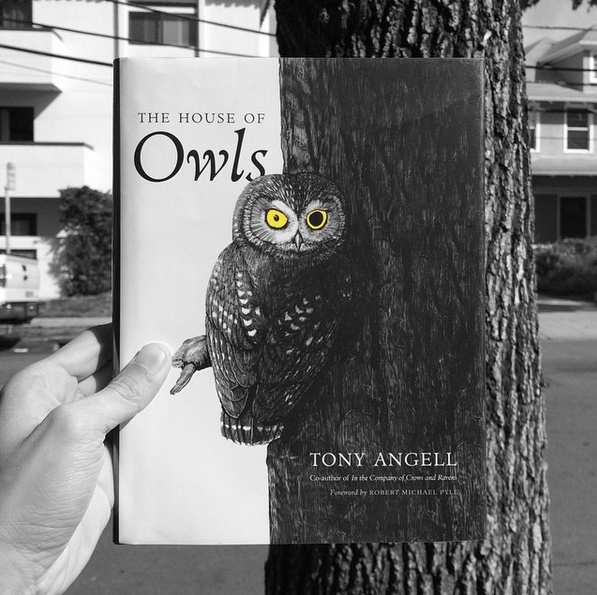 THE HOUSE OF
Owls
TONY ANGELL
Co-author of In the Company of Crows and Ravens
Foreword by ROBERT MICHAEL PYLE